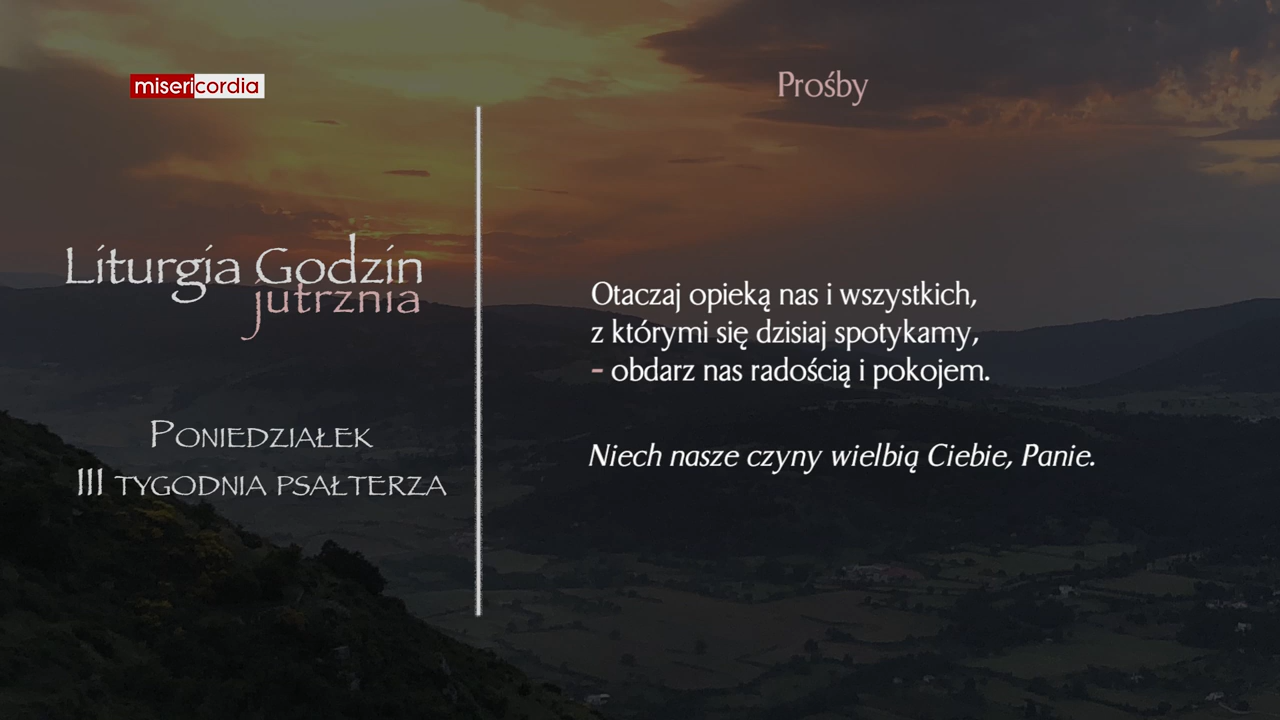 misericordia
Liturgia Godzin
jutrznia
Poniedziałek
III tygodnia psałterza
Prośby
Otaczaj opieką nas i wszystkich,
z którymi się dzisiaj spotykamy,
– obdarz nas radością i pokojem.
Niech nasze czyny wielbią Ciebie, Panie.